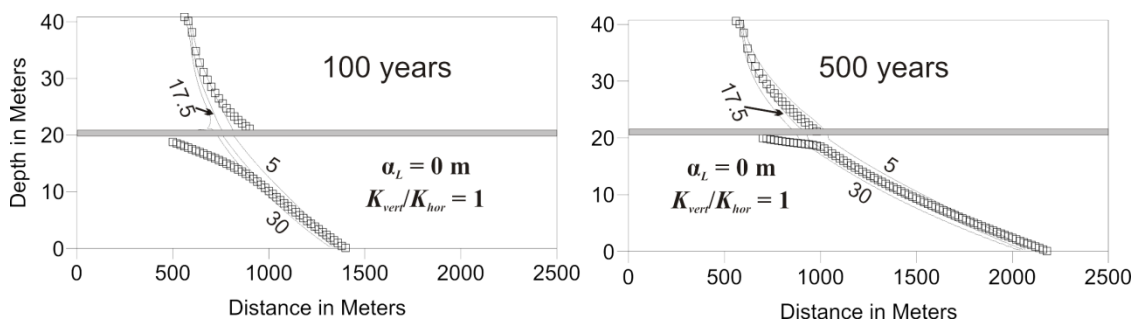 Depth in Meters
40
30
20
10
0
100 years
17.5
5
30
α_L = 0 m
K_vert/K_hor = 1
0 500 1000 1500 2000 2500
Distance in Meters
40
30
20
10
0
500 years
17.5
5
30
α_L = 0 m
K_vert/K_hor = 1
0 500 1000 1500 2000 2500
Distance in Meters